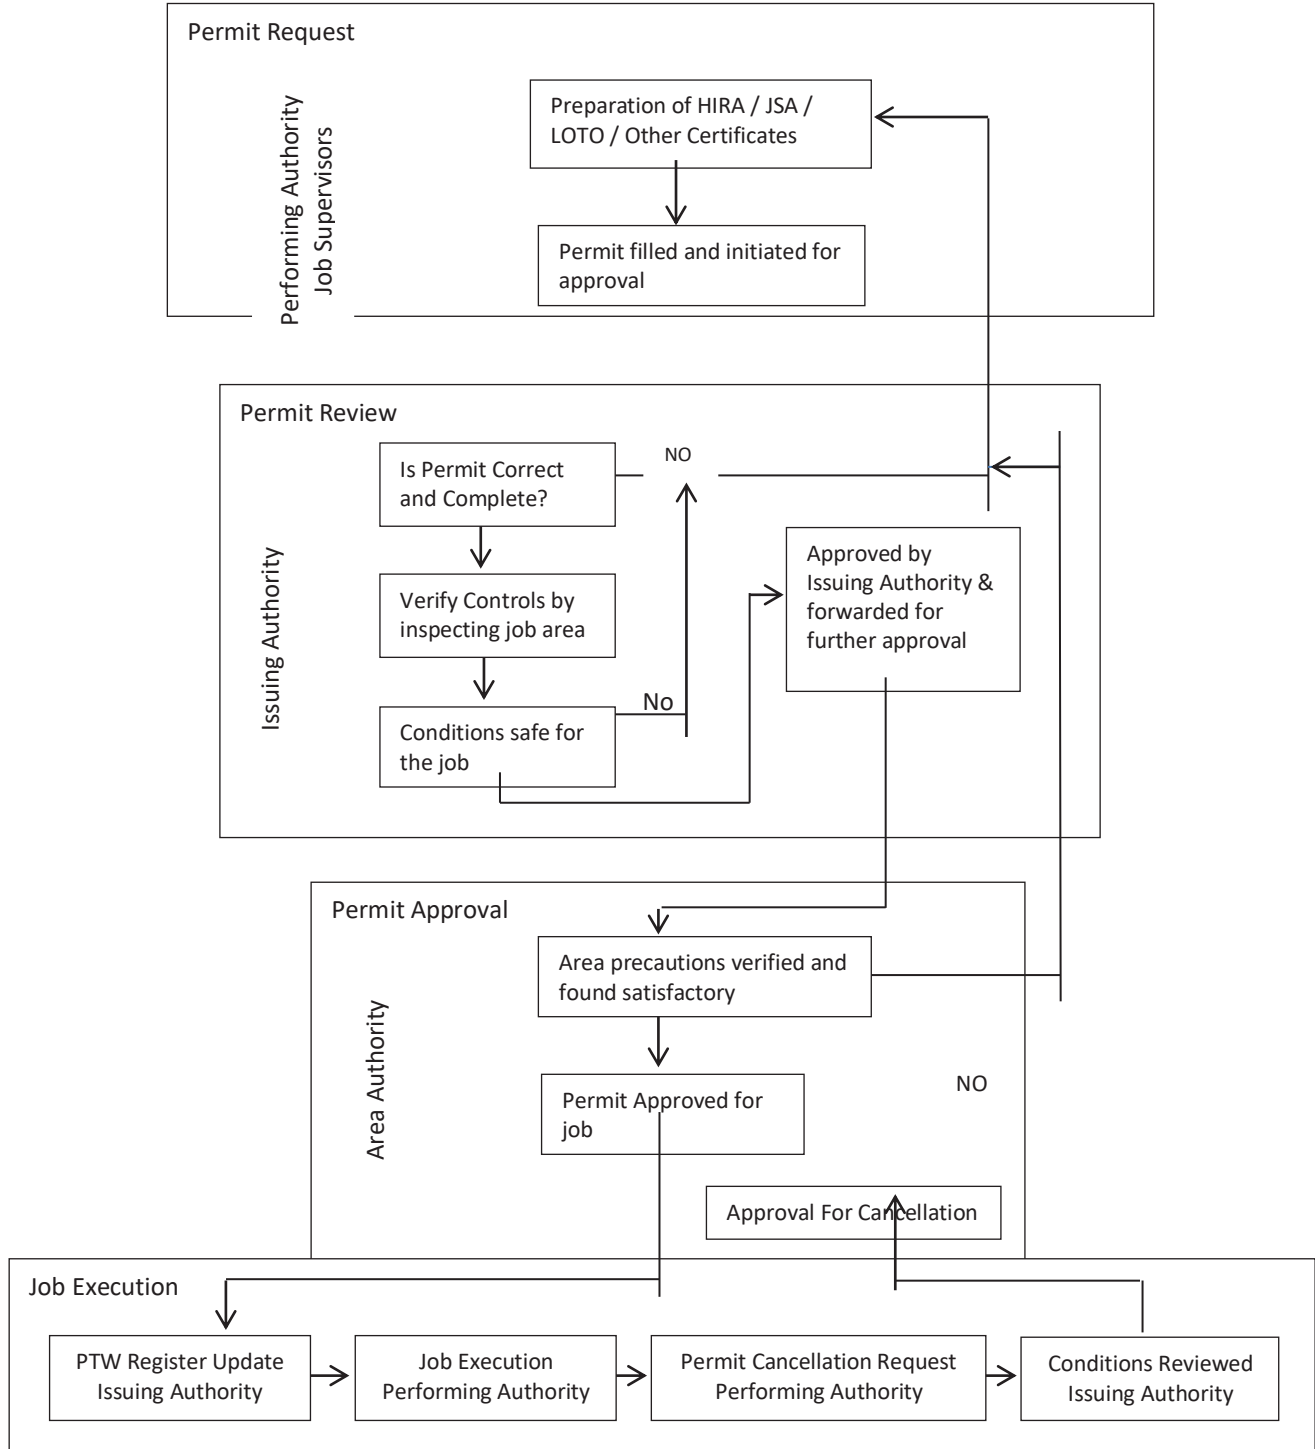 Permit Request
Preparation of HIRA / JSA /
LOTO / Other Certificates
Performing Authority
Job Supervisors
Permit filled and initiated for
approval
Permit Review
Is Permit Correct
and Complete?
NO
Verify Controls by
inspecting job area
Issuing Authority
Approved by
Issuing Authority &
forwarded for
further approval
No
Conditions safe for
the job
Permit Approval
Area precautions verified and
found satisfactory
Area Authority
Permit Approved for
job
NO
Approval For Cancellation
Job Execution
PTW Register Update
Issuing Authority
Job Execution
Performing Authority
Permit Cancellation Request
Performing Authority
Conditions Reviewed
Issuing Authority